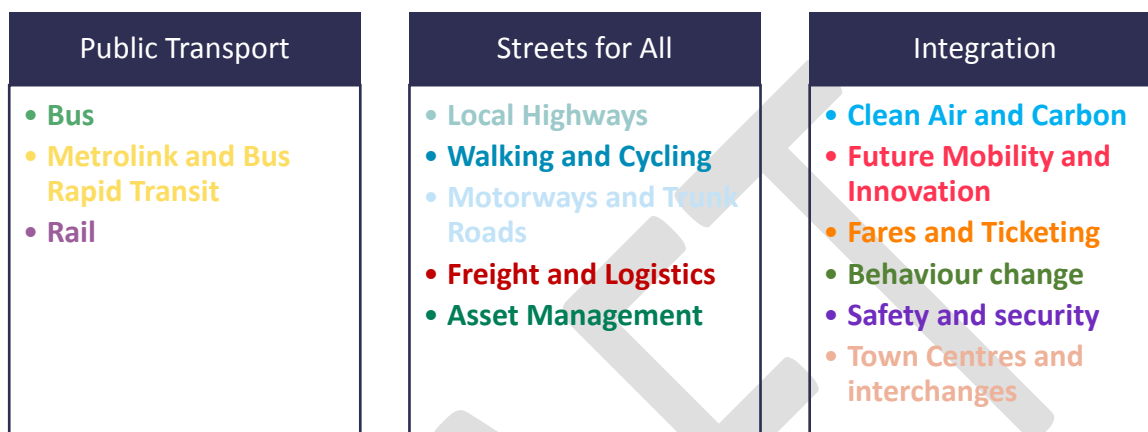 Public Transport
• Bus
• Metrolink and Bus
Rapid Transit
• Rail
Streets for All
• Local Highways
• Walking and Cycling
• Motorways and Trunk
Roads
• Freight and Logistics
• Asset Management
Integration
• Clean Air and Carbon
• Future Mobility and
Innovation
• Fares and Ticketing
• Behaviour change
• Safety and security
• Town Centres and
interchanges